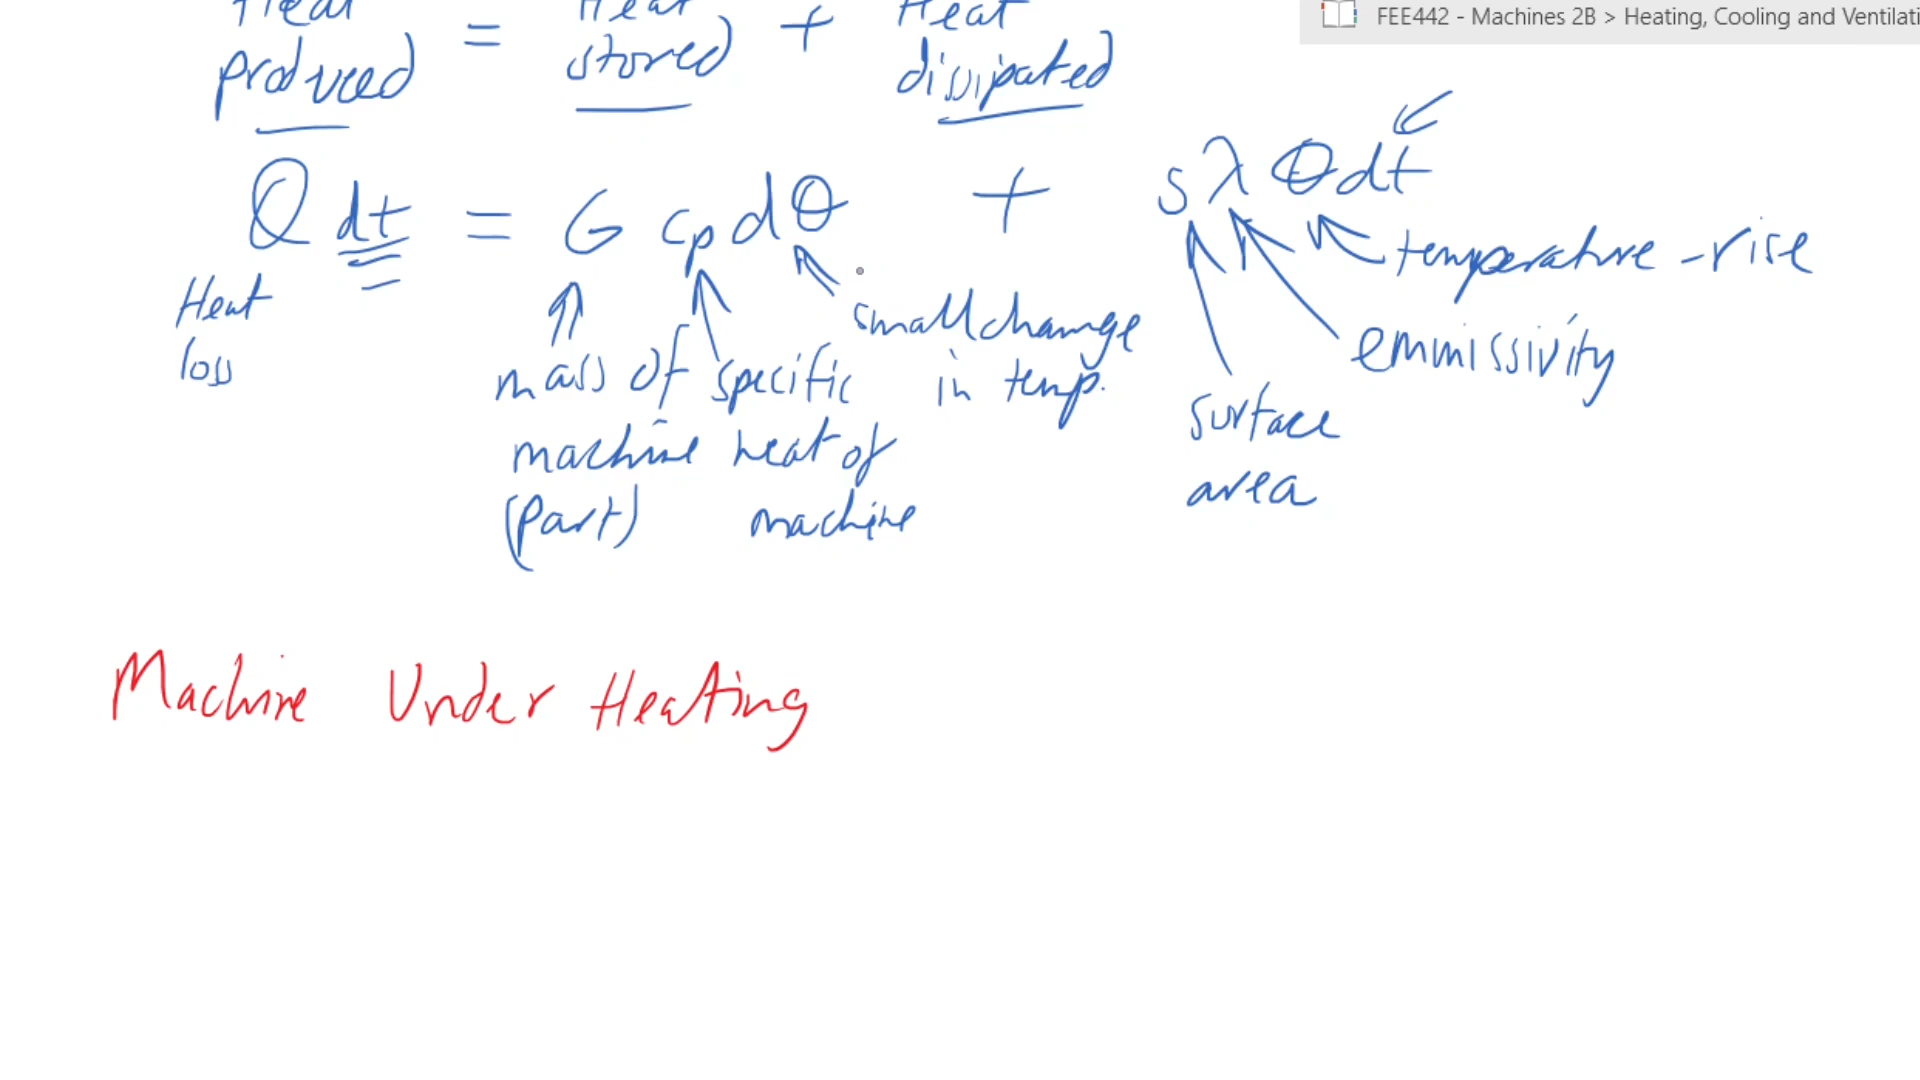 FEE442 - Machines 2B > Heating, Cooling and Ventilati
Heat = Heat + Heat
produced stored dissipated
Q dt = G cp dθ + s λ θ dt
temperature-rise
Heat small change emmissivity
loss mass of specific in temp. surface
machine heat of area
(part) machine
Machine Under Heating